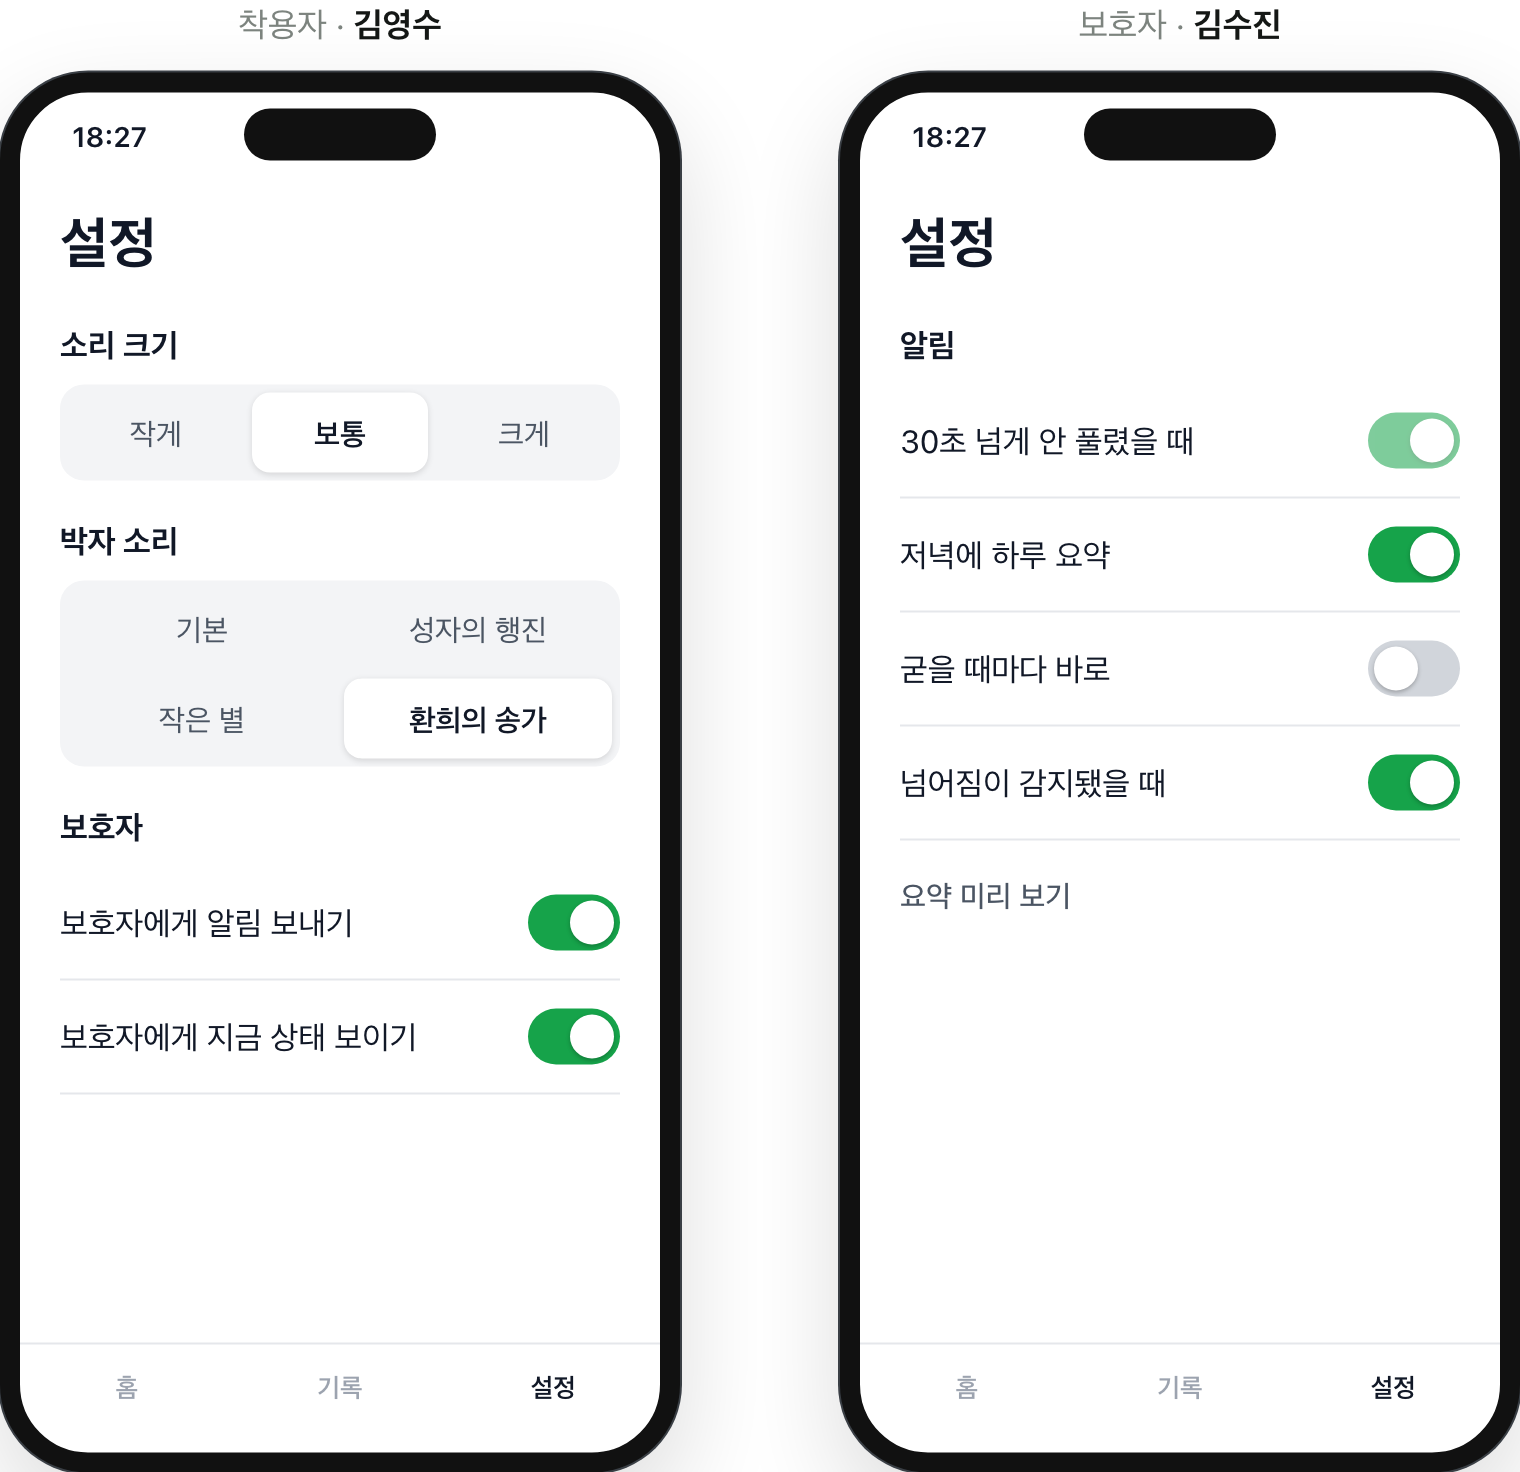 착용자 · 김영수
18:27
설정
소리 크기
작게 보통 크게
박자 소리
기본 성자의 행진
작은 별 환희의 송가
보호자
보호자에게 알림 보내기
보호자에게 지금 상태 보이기
홈 기록 설정
보호자 · 김수진
18:27
설정
알림
30초 넘게 안 풀렸을 때
저녁에 하루 요약
굳을 때마다 바로
넘어짐이 감지됐을 때
요약 미리 보기
홈 기록 설정